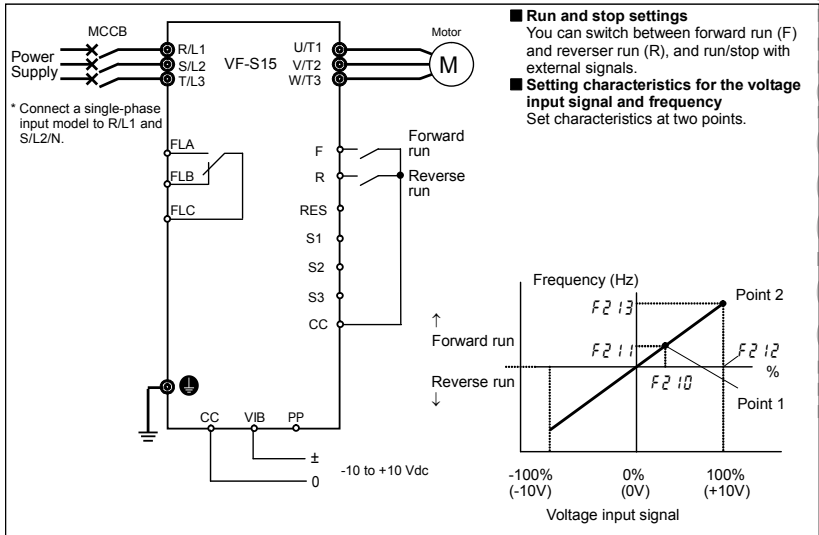 MCCB
Power
Supply
R/L1
S/L2
T/L3
VF-S15
U/T1
V/T2
W/T3
Motor
M
* Connect a single-phase
input model to R/L1 and
S/L2/N.
FLA
FLB
FLC
F
R
RES
S1
S2
S3
CC
Forward
run
Reverse
run
CC
VIB
PP
±
0
-10 to +10 Vdc
■ Run and stop settings
You can switch between forward run (F)
and reverser run (R), and run/stop with
external signals.
■ Setting characteristics for the voltage
input signal and frequency
Set characteristics at two points.
Frequency (Hz)
F213
Point 2
↑
Forward run
F211
F212
%
Reverse run
↓
F210
Point 1
-100%
(-10V)
0%
(0V)
100%
(+10V)
Voltage input signal